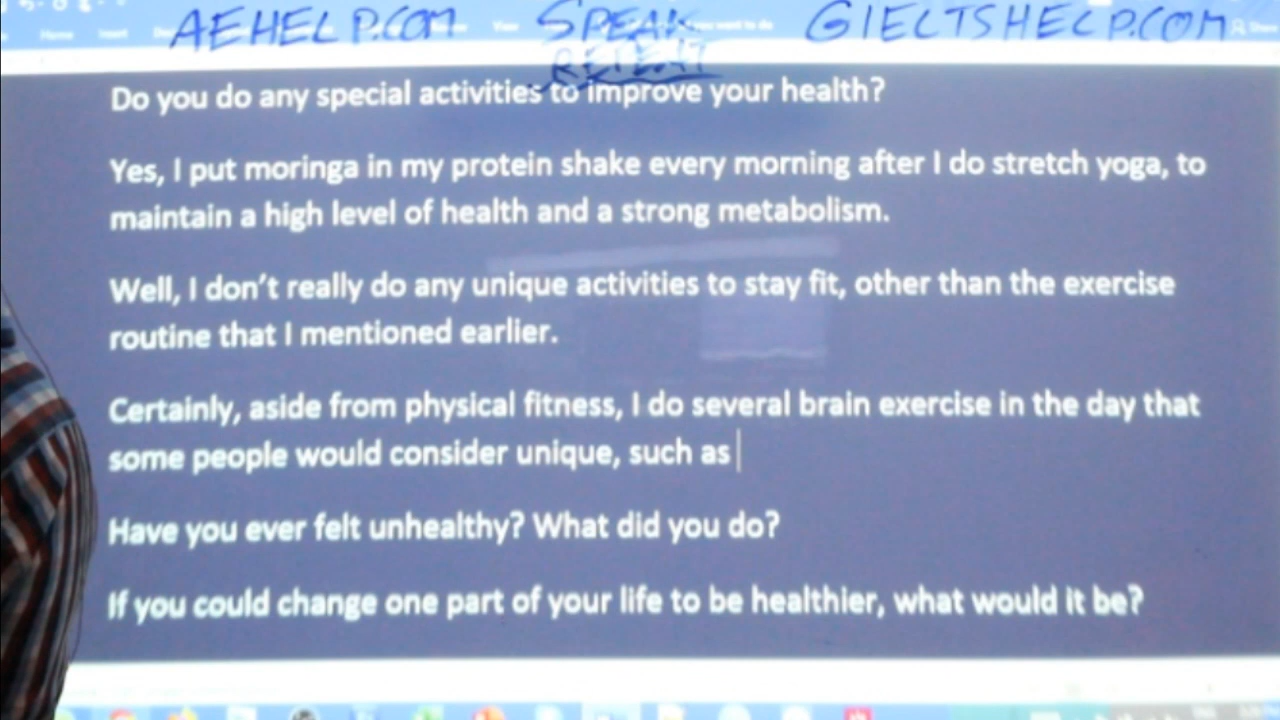 AEHELP.COM SPEAK GIELTSHELP.COM
REPEAT
Do you do any special activities to improve your health?
Yes, I put moringa in my protein shake every morning after I do stretch yoga, to
maintain a high level of health and a strong metabolism.
Well, I don't really do any unique activities to stay fit, other than the exercise
routine that I mentioned earlier.
Certainly, aside from physical fitness, I do several brain exercise in the day that
some people would consider unique, such as
Have you ever felt unhealthy? What did you do?
If you could change one part of your life to be healthier, what would it be?